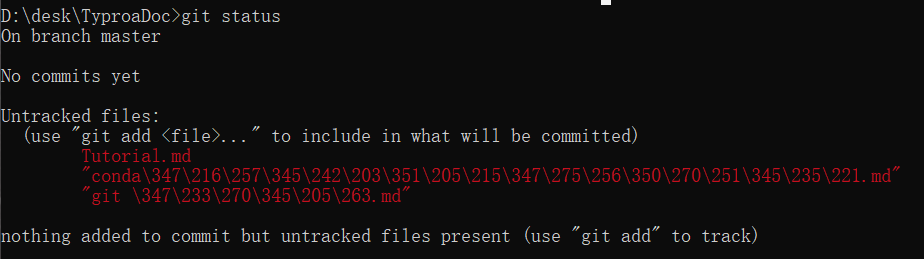 D:\desk\TyproaDoc>git status
On branch master
No commits yet
Untracked files:
(use "git add <file>..." to include in what will be committed)
Tutorial.md
"conda\347\216\257\345\242\203\351\205\215\347\275\256\350\270\251\345\235\221.md"
"git \347\233\270\345\205\263.md"
nothing added to commit but untracked files present (use "git add" to track)